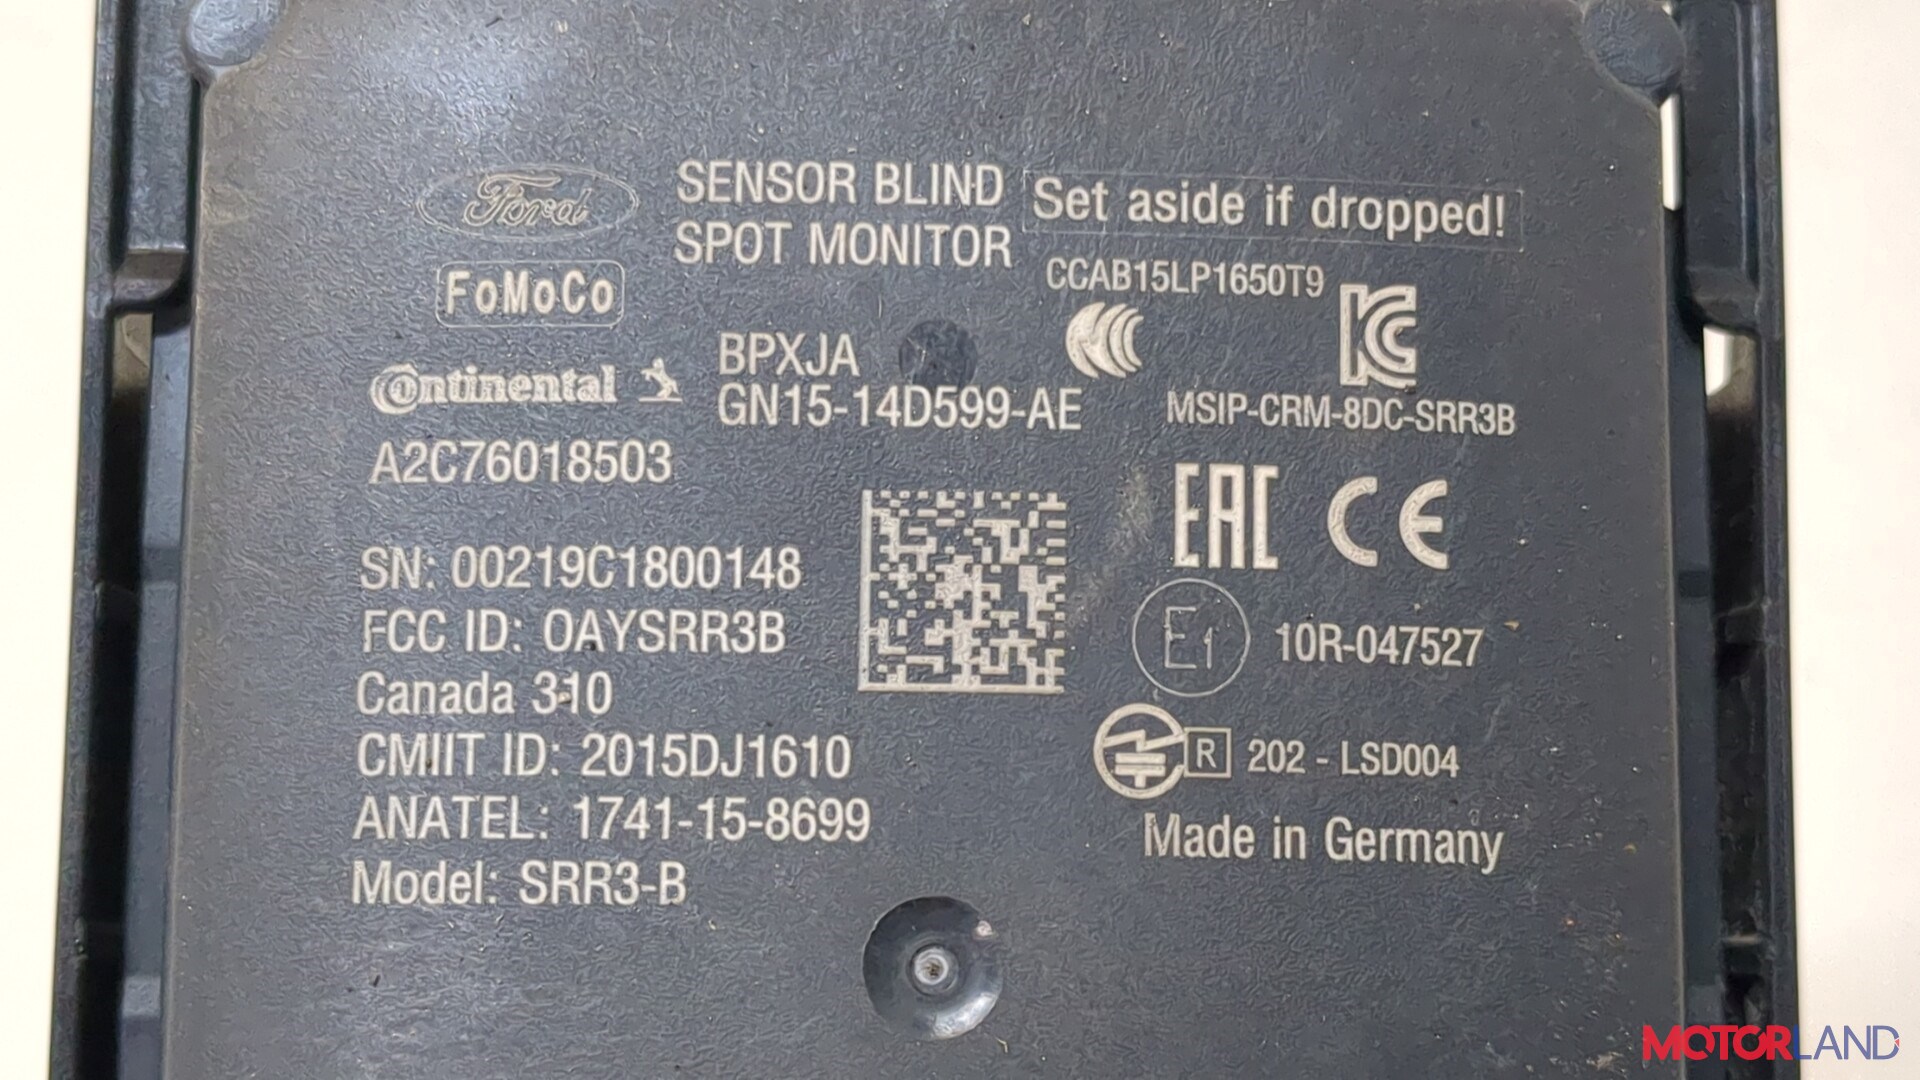 Ford
SENSOR BLIND
SPOT MONITOR
Set aside if dropped!
FoMoCo
CCAB15LP1650T9
Continental
BPXJA
GN15-14D599-AE
MSIP-CRM-8DC-SRR3B
A2C76018503
EAC CE
SN: 00219C1800148
FCC ID: OAYSRR3B
Canada 310
CMIIT ID: 2015DJ1610
ANATEL: 1741-15-8699
Model: SRR3-B
E1 10R-047527
R 202 - LSD004
Made in Germany
MOTORLAND